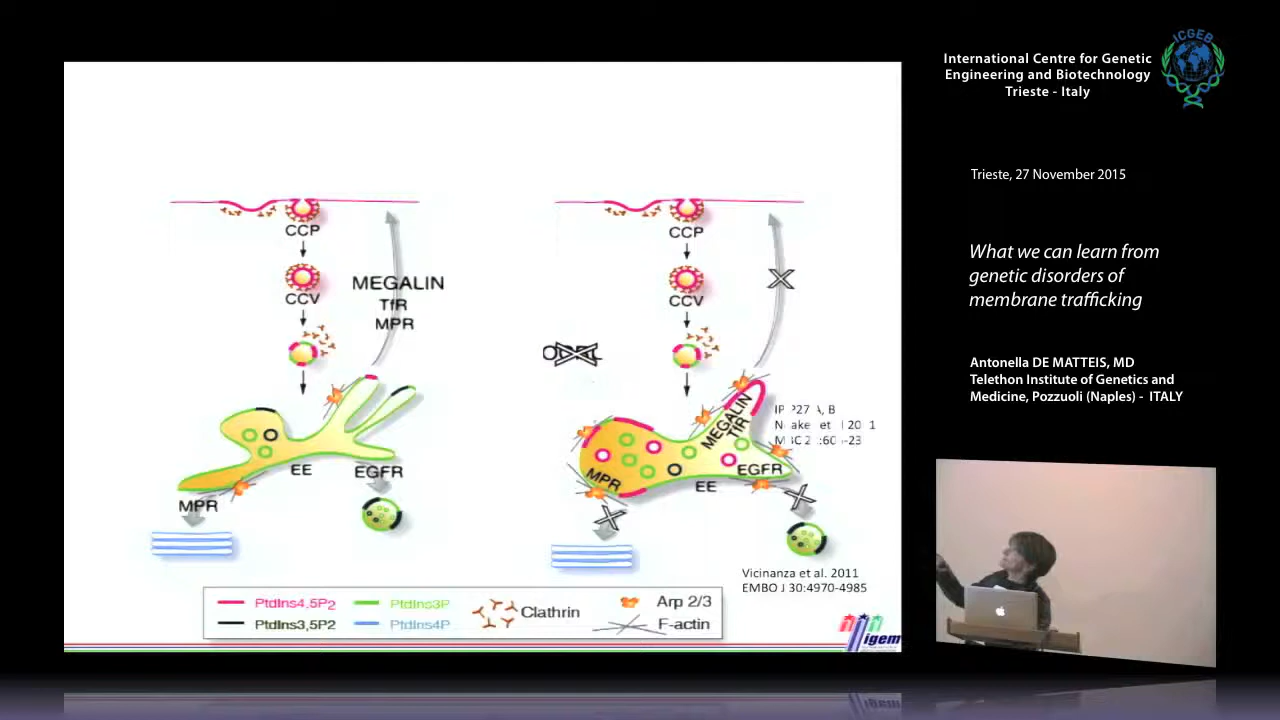 CCP
CCV
MEGALIN
TfR
MPR
EE
EGFR
MPR
CCP
CCV
MEGALIN
TfR
MPR
EE
EGFR
Vicinanza et al. 2011
EMBO J 30:4970-4985
PtdIns4,5P2
PtdIns3P
Clathrin
Arp 2/3
PtdIns3,5P2
PtdIns4P
F-actin
igem
International Centre for Genetic
Engineering and Biotechnology
Trieste - Italy
ICGEB
Trieste, 27 November 2015
What we can learn from
genetic disorders of
membrane trafficking
Antonella DE MATTEIS, MD
Telethon Institute of Genetics and
Medicine, Pozzuoli (Naples) - ITALY